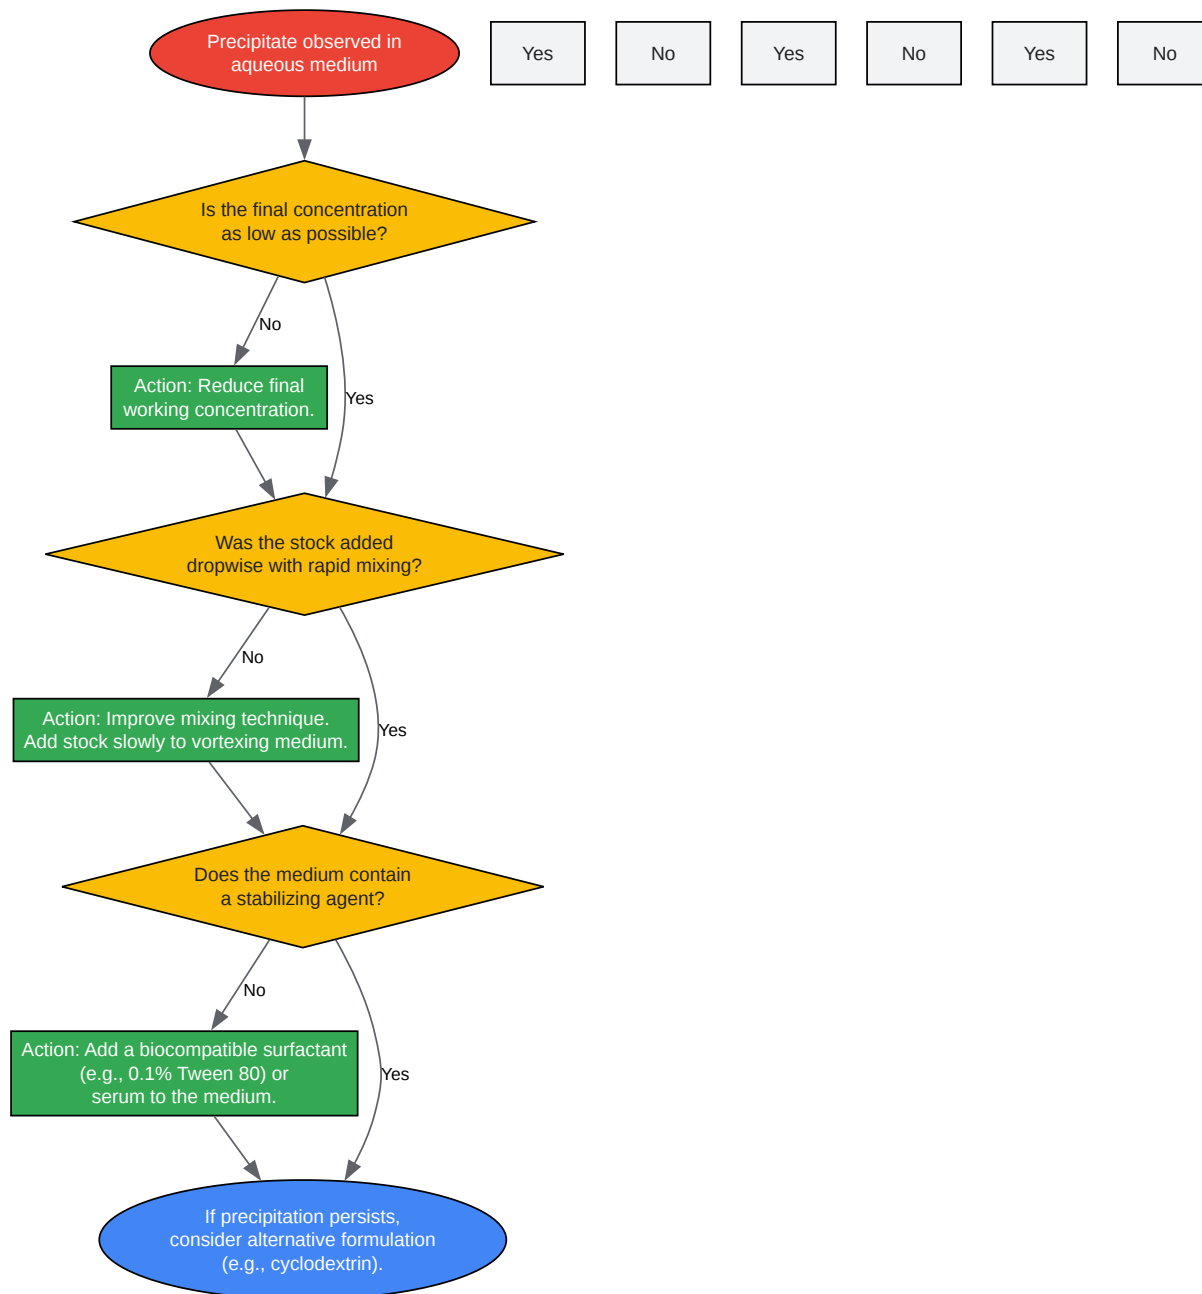 Precipitate observed in
aqueous medium
Yes
No
Yes
No
Yes
No
Is the final concentration
as low as possible?
No
Action: Reduce final
working concentration.
Yes
Was the stock added
dropwise with rapid mixing?
No
Action: Improve mixing technique.
Add stock slowly to vortexing medium.
Yes
Does the medium contain
a stabilizing agent?
No
Action: Add a biocompatible surfactant
(e.g., 0.1% Tween 80) or
serum to the medium.
Yes
If precipitation persists,
consider alternative formulation
(e.g., cyclodextrin).